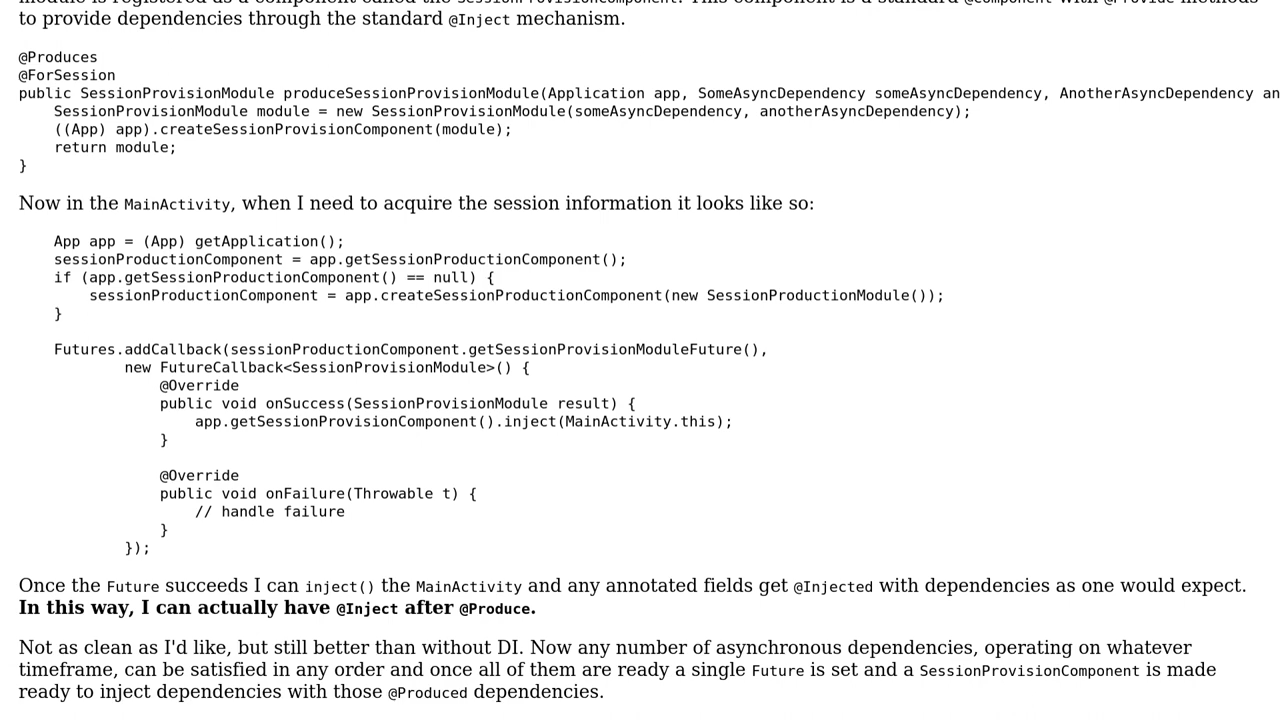 to provide dependencies through the standard @Inject mechanism.
@Produces
@ForSession
public SessionProvisionModule produceSessionProvisionModule(Application app, SomeAsyncDependency someAsyncDependency, AnotherAsyncDependency an
    SessionProvisionModule module = new SessionProvisionModule(someAsyncDependency, anotherAsyncDependency);
    ((App) app).createSessionProvisionComponent(module);
    return module;
}
Now in the MainActivity, when I need to acquire the session information it looks like so:
    App app = (App) getApplication();
    sessionProductionComponent = app.getSessionProductionComponent();
    if (app.getSessionProductionComponent() == null) {
        sessionProductionComponent = app.createSessionProductionComponent(new SessionProductionModule());
    }
    Futures.addCallback(sessionProductionComponent.getSessionProvisionModuleFuture(),
            new FutureCallback<SessionProvisionModule>() {
                @Override
                public void onSuccess(SessionProvisionModule result) {
                    app.getSessionProvisionComponent().inject(MainActivity.this);
                }
                @Override
                public void onFailure(Throwable t) {
                    // handle failure
                }
            });
Once the Future succeeds I can inject() the MainActivity and any annotated fields get @Injected with dependencies as one would expect.
In this way, I can actually have @Inject after @Produce.
Not as clean as I'd like, but still better than without DI. Now any number of asynchronous dependencies, operating on whatever
timeframe, can be satisfied in any order and once all of them are ready a single Future is set and a SessionProvisionComponent is made
ready to inject dependencies with those @Produced dependencies.